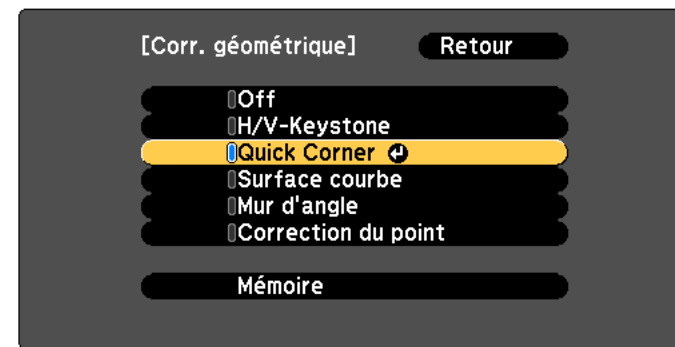 [Corr. géométrique] Retour
Off
H/V-Keystone
Quick Corner
Surface courbe
Mur d'angle
Correction du point
Mémoire